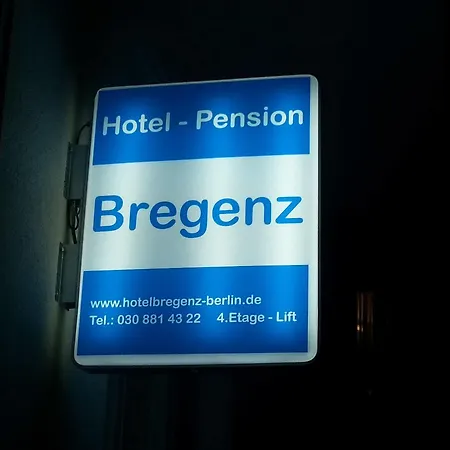 Hotel - Pension
Bregenz
www.hotelbregenz-berlin.de
Tel.: 030 881 43 22 4.Etage - Lift